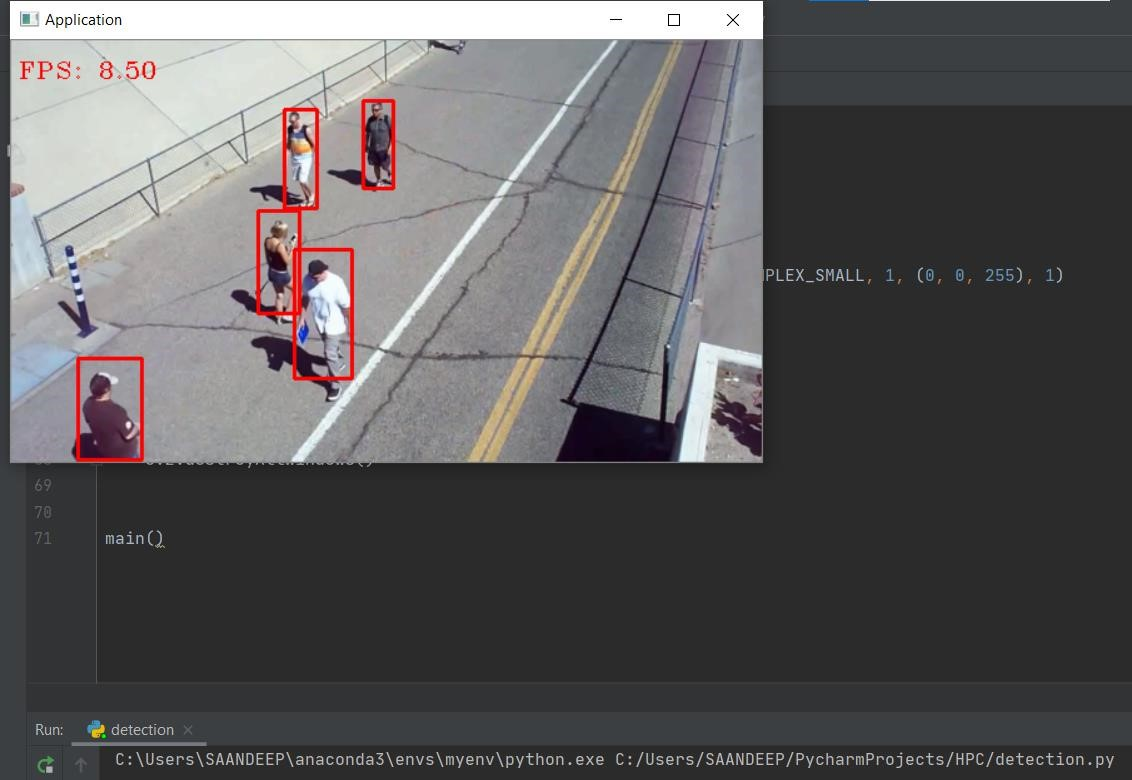 Application
FPS: 8.50
MPLEX_SMALL, 1, (0, 0, 255), 1)
69
70
71 main()
Run: detection
C:\Users\SAANDEEP\anaconda3\envs\myenv\python.exe C:/Users/SAANDEEP/PycharmProjects/HPC/detection.py